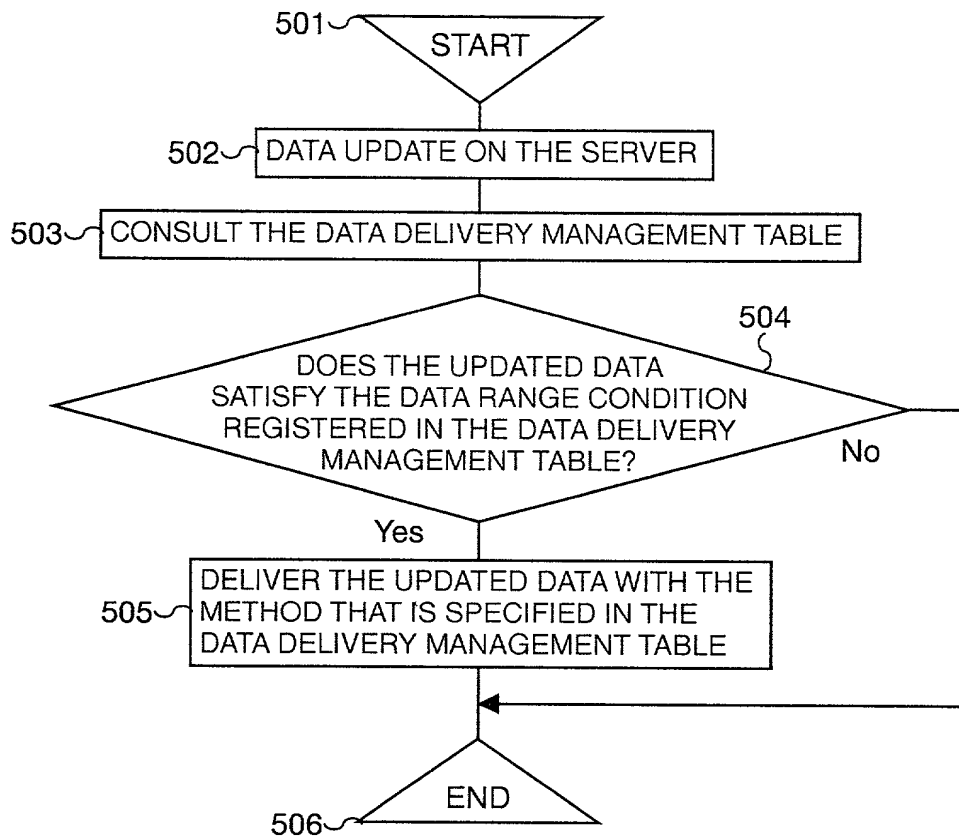 501
START
502
DATA UPDATE ON THE SERVER
503
CONSULT THE DATA DELIVERY MANAGEMENT TABLE
504
DOES THE UPDATED DATA
SATISFY THE DATA RANGE CONDITION
REGISTERED IN THE DATA DELIVERY
MANAGEMENT TABLE?
No
Yes
505
DELIVER THE UPDATED DATA WITH THE
METHOD THAT IS SPECIFIED IN THE
DATA DELIVERY MANAGEMENT TABLE
END
506